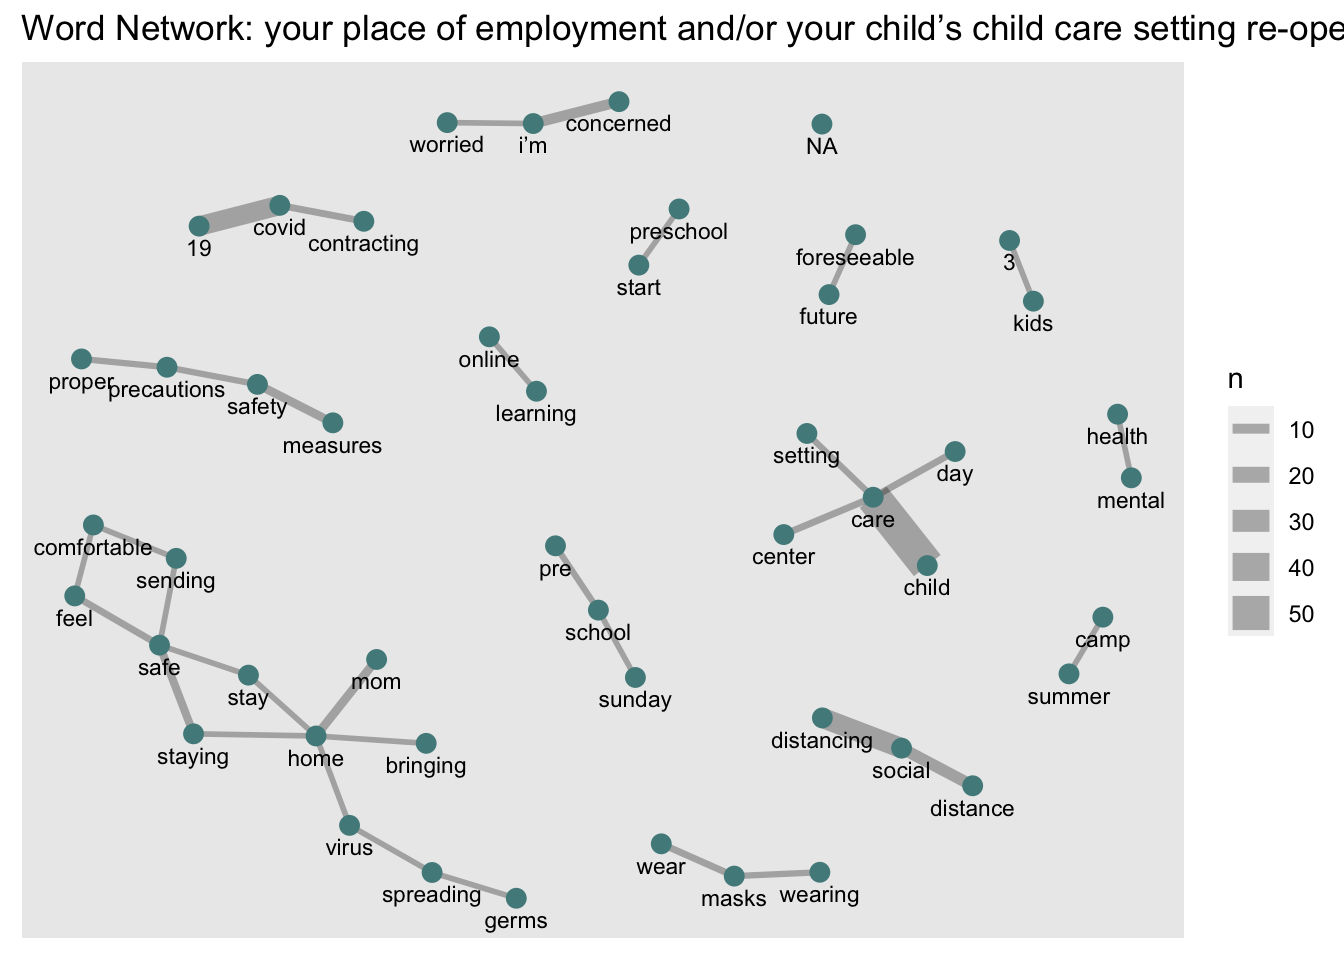 Word Network: your place of employment and/or your child’s child care setting re-ope
concerned
worried
i’m
NA
covid
19
contracting
preschool
start
foreseeable
future
3
kids
online
learning
proper
precautions
safety
measures
health
mental
setting
day
care
center
child
comfortable
sending
feel
safe
stay
mom
staying
home
bringing
virus
spreading
germs
pre
school
sunday
camp
summer
distancing
social
distance
wear
masks
wearing
n
10
20
30
40
50